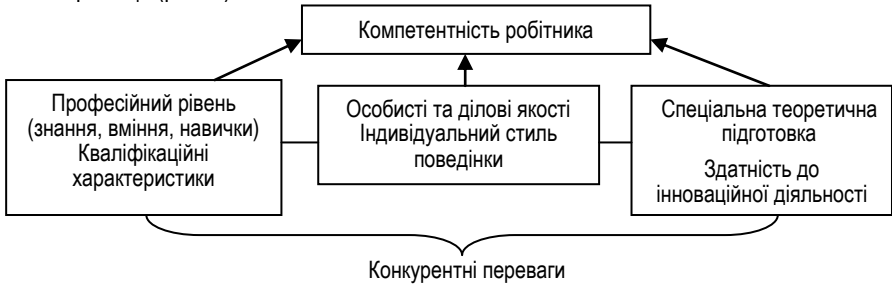 Компетентність робітника
Професійний рівень
(знання, вміння, навички)
Кваліфікаційні
характеристики
Особисті та ділові якості
Індивідуальний стиль
поведінки
Спеціальна теоретична
підготовка
Здатність до
інноваційної діяльності
Конкурентні переваги